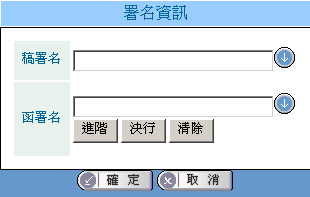 署名資訊
稿署名
函署名
進階 決行 清除
確定 取消